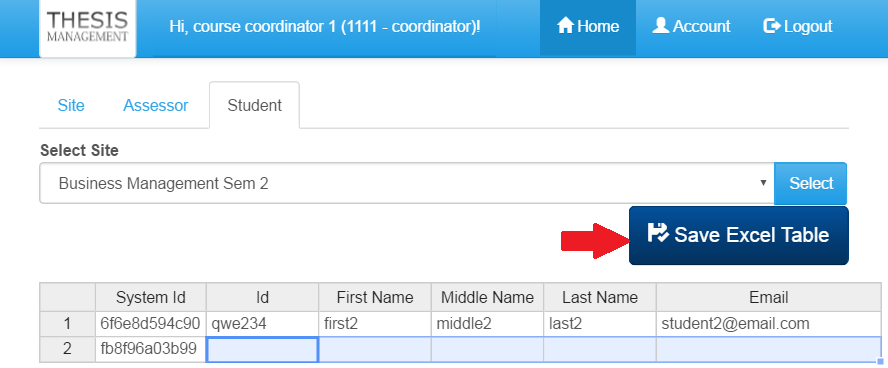 THESIS
MANAGEMENT
Hi, course coordinator 1 (1111 - coordinator)!
Home
Account
Logout
Site
Assessor
Student
Select Site
Business Management Sem 2
Select
Save Excel Table
System Id Id First Name Middle Name Last Name Email
1 6f6e8d594c90 qwe234 first2 middle2 last2 student2@email.com
2 fb8f96a03b99